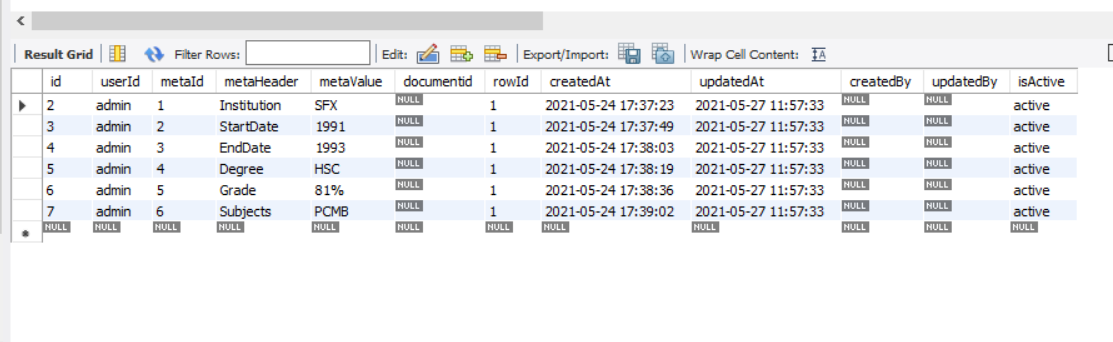 Result Grid Filter Rows: Edit: Export/Import: Wrap Cell Content: IA
id userId metaId metaHeader metaValue documentid rowId createdAt updatedAt createdBy updatedBy isActive
2 admin 1 Institution SFX NULL 1 2021-05-24 17:37:23 2021-05-27 11:57:33 NULL NULL active
3 admin 2 StartDate 1991 NULL 1 2021-05-24 17:37:49 2021-05-27 11:57:33 NULL NULL active
4 admin 3 EndDate 1993 NULL 1 2021-05-24 17:38:03 2021-05-27 11:57:33 NULL NULL active
5 admin 4 Degree HSC NULL 1 2021-05-24 17:38:19 2021-05-27 11:57:33 NULL NULL active
6 admin 5 Grade 81% NULL 1 2021-05-24 17:38:36 2021-05-27 11:57:33 NULL NULL active
7 admin 6 Subjects PCMB NULL 1 2021-05-24 17:39:02 2021-05-27 11:57:33 NULL NULL active
NULL NULL NULL NULL NULL NULL NULL NULL NULL NULL NULL NULL